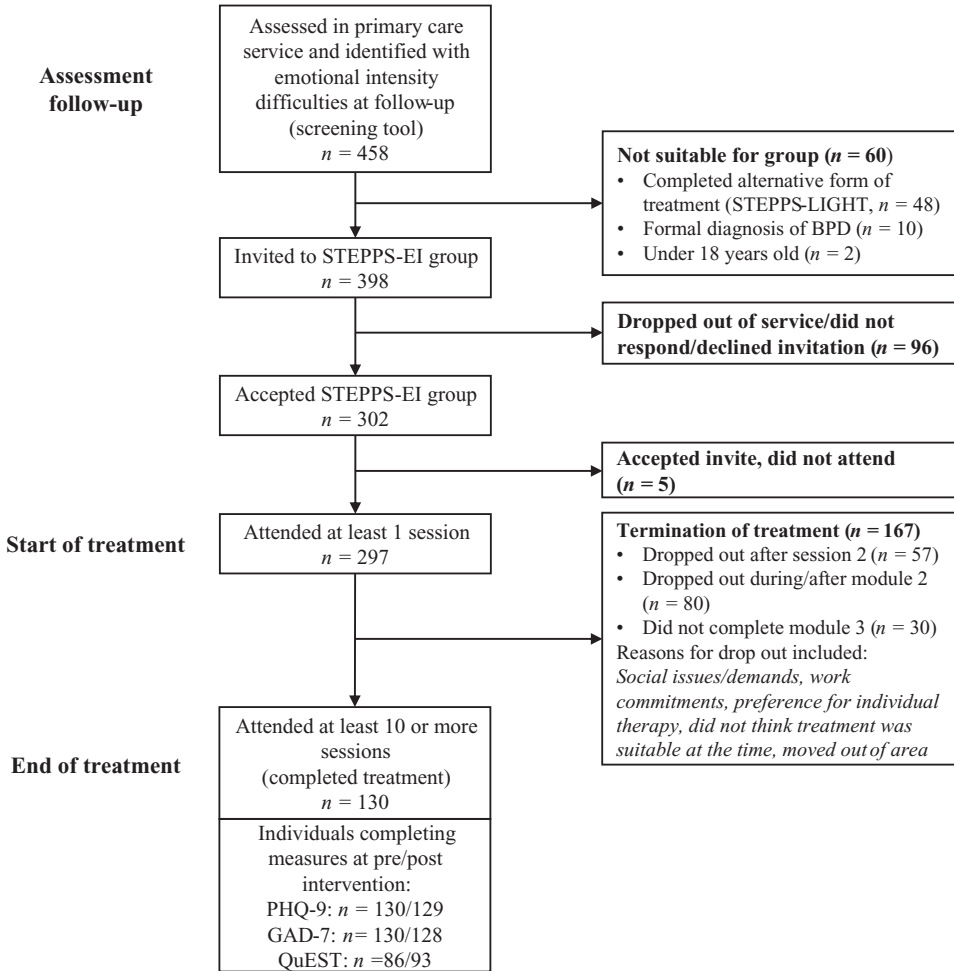 Assessment
follow-up
Assessed in primary care
service and identified with
emotional intensity
difficulties at follow-up
(screening tool)
n = 458
Not suitable for group (n = 60)
• Completed alternative form of
treatment (STEPPS-LIGHT, n = 48)
• Formal diagnosis of BPD (n = 10)
• Under 18 years old (n = 2)
Invited to STEPPS-EI group
n = 398
Dropped out of service/did not
respond/declined invitation (n = 96)
Accepted STEPPS-EI group
n = 302
Accepted invite, did not attend
(n = 5)
Start of treatment
Attended at least 1 session
n = 297
Termination of treatment (n = 167)
• Dropped out after session 2 (n = 57)
• Dropped out during/after module 2
(n = 80)
• Did not complete module 3 (n = 30)
Reasons for drop out included:
Social issues/demands, work
commitments, preference for individual
therapy, did not think treatment was
suitable at the time, moved out of area
End of treatment
Attended at least 10 or more
sessions
(completed treatment)
n = 130
Individuals completing
measures at pre/post
intervention:
PHQ-9: n = 130/129
GAD-7: n= 130/128
QuEST: n =86/93